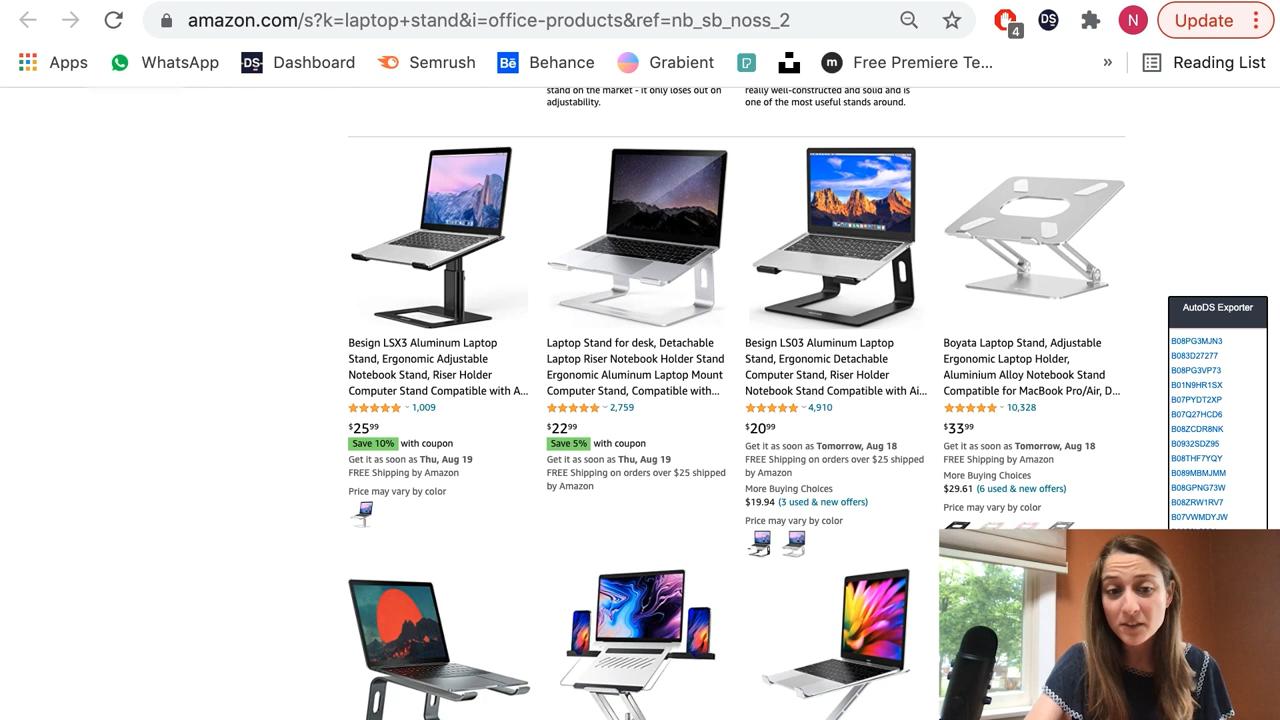 amazon.com/s?k=laptop+stand&i=office-products&ref=nb_sb_noss_2
4
DS
N
Update
Apps
WhatsApp
DS
Dashboard
Semrush
Bē
Behance
Grabient
m
Free Premiere Te...
»
Reading List
stand on the market - it only loses out on
adjustability.
really well-constructed and solid and is
one of the most useful stands around.
Besign LSX3 Aluminum Laptop
Stand, Ergonomic Adjustable
Notebook Stand, Riser Holder
Computer Stand Compatible with A...
1,009
$25.99
Save 10% with coupon
Get it as soon as Thu, Aug 19
FREE Shipping by Amazon
Price may vary by color
Laptop Stand for desk, Detachable
Laptop Riser Notebook Holder Stand
Ergonomic Aluminum Laptop Mount
Computer Stand, Compatible with...
2,759
$22.99
Save 5% with coupon
Get it as soon as Thu, Aug 19
FREE Shipping on orders over $25 shipped
by Amazon
Besign LS03 Aluminum Laptop
Stand, Ergonomic Detachable
Computer Stand, Riser Holder
Notebook Stand Compatible with Ai...
4,910
$20.99
Get it as soon as Tomorrow, Aug 18
FREE Shipping on orders over $25 shipped
by Amazon
More Buying Choices
$19.94 (3 used & new offers)
Price may vary by color
Boyata Laptop Stand, Adjustable
Ergonomic Laptop Holder,
Aluminium Alloy Notebook Stand
Compatible for MacBook Pro/Air, D...
10,328
$33.99
Get it as soon as Tomorrow, Aug 18
FREE Shipping by Amazon
More Buying Choices
$29.61 (6 used & new offers)
Price may vary by color
AutoDS Exporter
B08PG3MJN3
B083D27277
B08PG3VP73
B01N9HR1SX
B07PYDT2XP
B07Q27HCD6
B08ZCDR8NK
B0932SDZ95
B08THF7YQY
B089MBMJMM
B08GPNG73W
B08ZRW1RV7
B07VWMDYJW